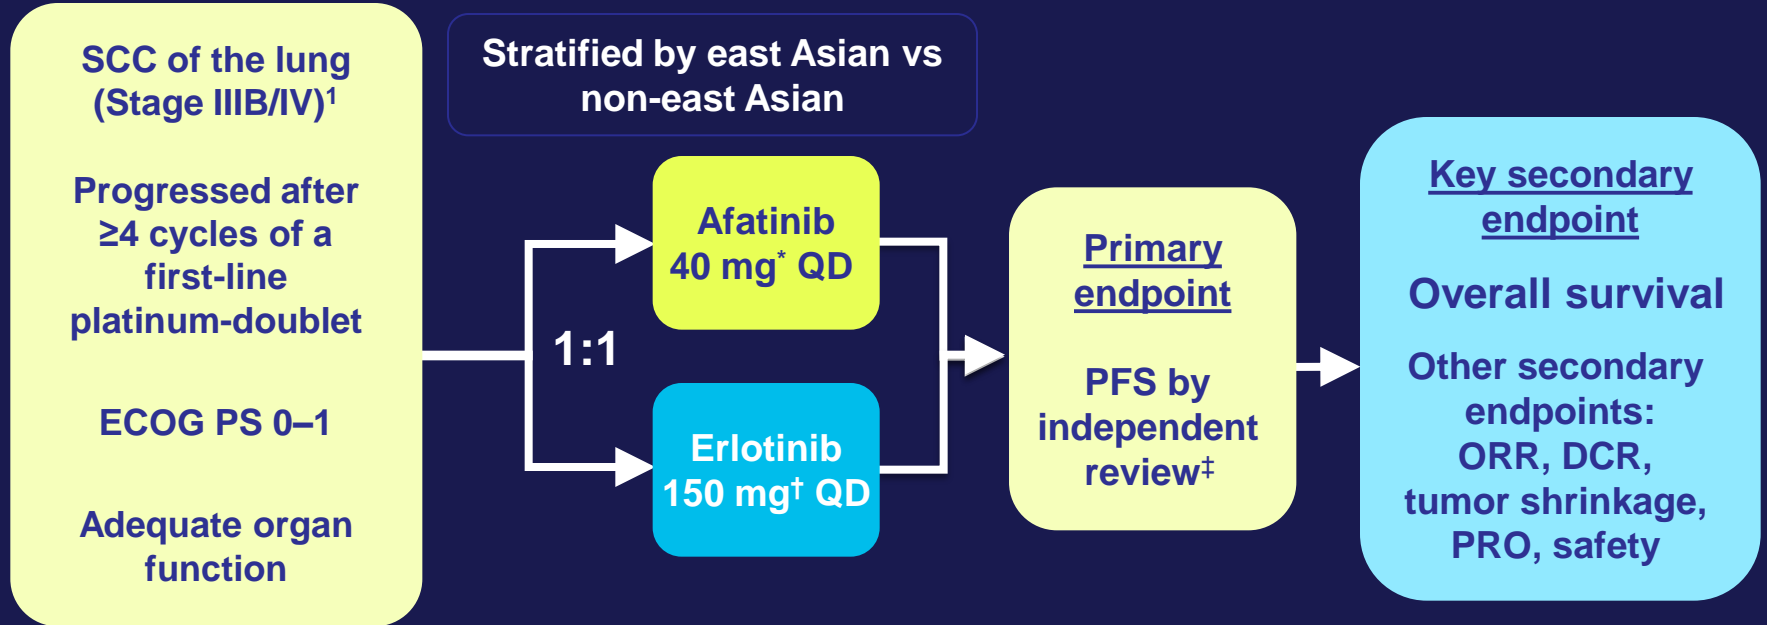 SCC of the lung
(Stage IIIB/IV)¹
Progressed after
≥4 cycles of a
first-line
platinum-doublet
ECOG PS 0–1
Adequate organ
function
Stratified by east Asian vs
non-east Asian
1:1
Afatinib
40 mg* QD
Erlotinib
150 mg† QD
Primary
endpoint
PFS by
independent
review‡
Key secondary
endpoint
Overall survival
Other secondary
endpoints:
ORR, DCR,
tumor shrinkage,
PRO, safety